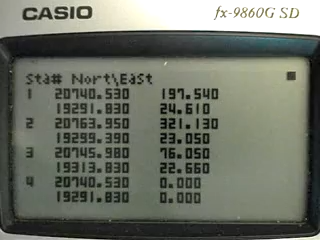 CASIO fx-9860G SD
Sta# Nort\East
1 20740.530 197.540
19291.830 24.610
2 20763.950 321.130
19299.390 23.050
3 20745.980 76.050
19313.830 22.660
4 20740.530 0.000
19291.830 0.000